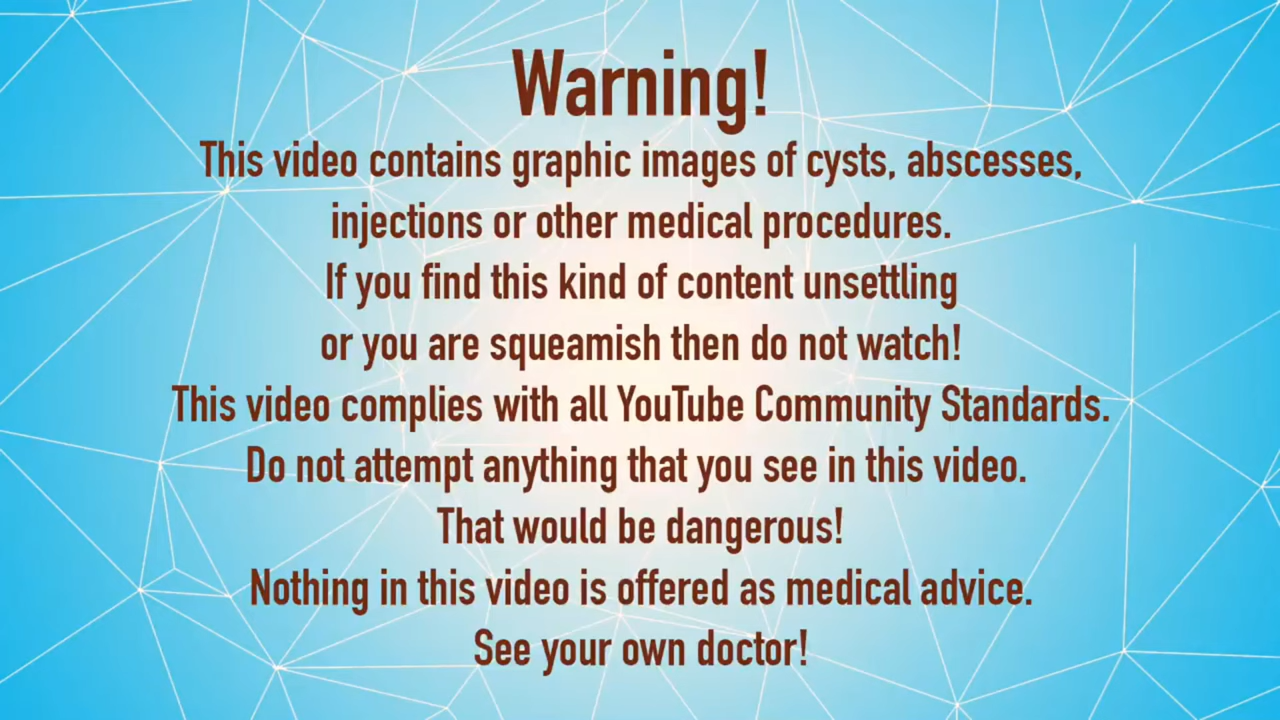 Warning!
This video contains graphic images of cysts, abscesses,
injections or other medical procedures.
If you find this kind of content unsettling
or you are squeamish then do not watch!
This video complies with all YouTube Community Standards.
Do not attempt anything that you see in this video.
That would be dangerous!
Nothing in this video is offered as medical advice.
See your own doctor!